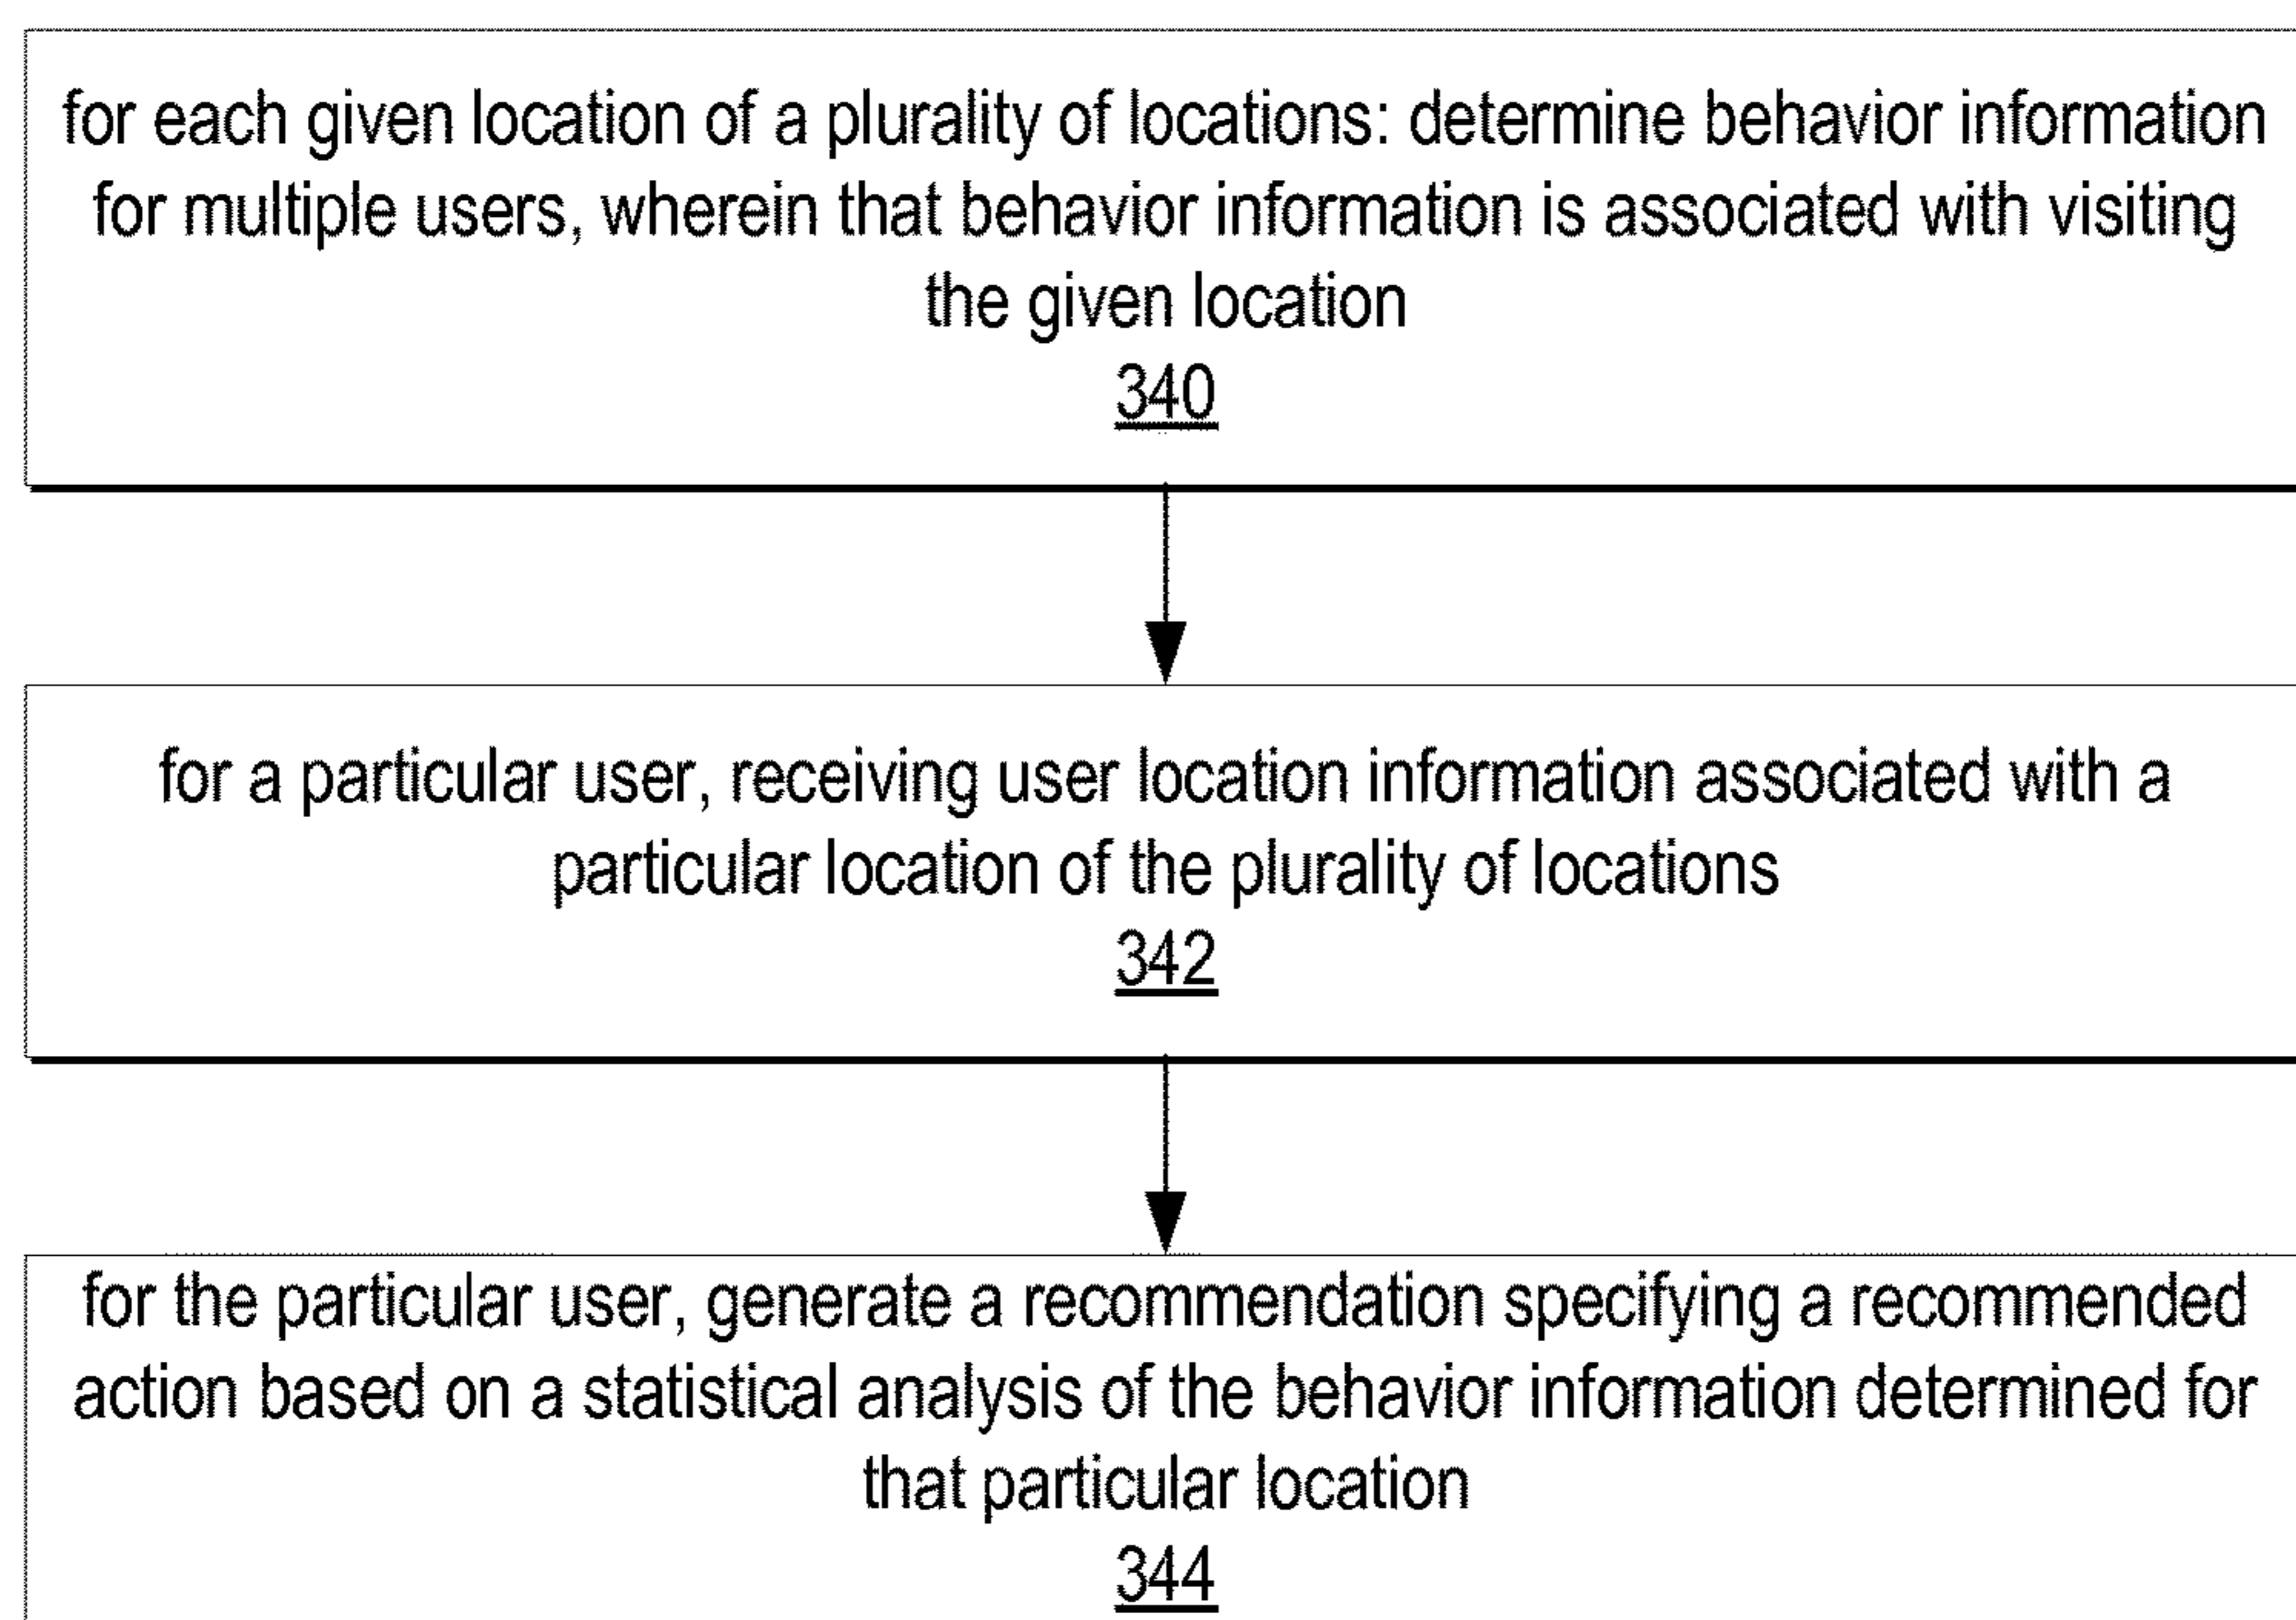 for each given location of a plurality of locations: determine behavior information
for multiple users, wherein that behavior information is associated with visiting
the given location
340
for a particular user, receiving user location information associated with a
particular location of the plurality of locations
342
for the particular user, generate a recommendation specifying a recommended
action based on a statistical analysis of the behavior information determined for
that particular location
344